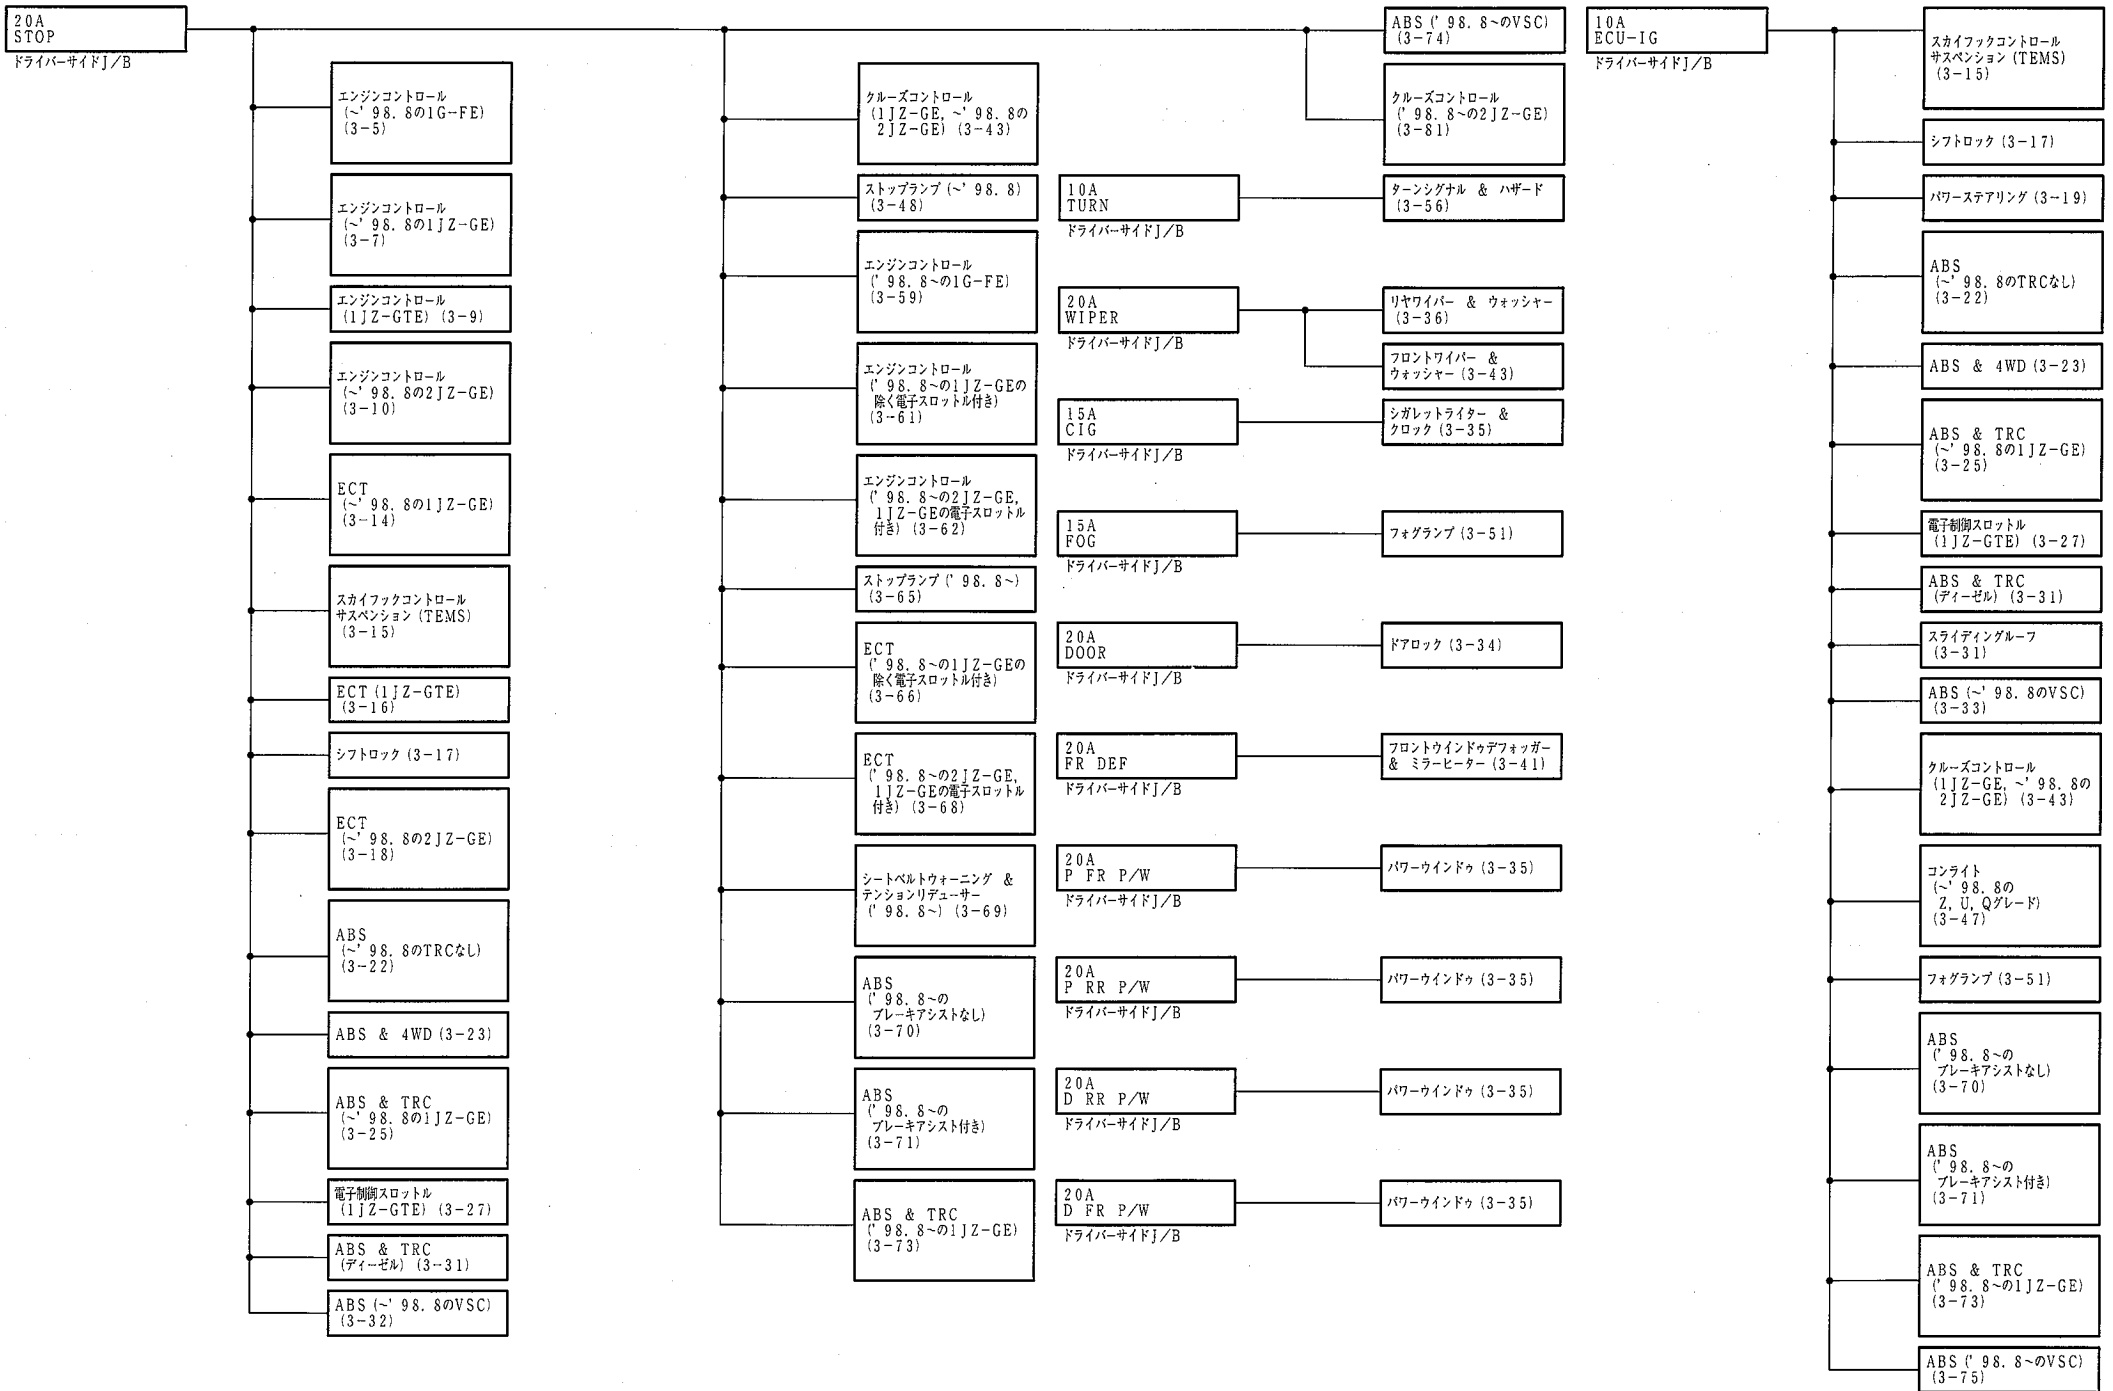 20A
STOP
ドライバーサイドJ/B
エンジンコントロール
(~'98.8の1G-FE)
(3-5)
エンジンコントロール
(~'98.8の1JZ-GE)
(3-7)
エンジンコントロール
(1JZ-GTE) (3-9)
エンジンコントロール
(~'98.8の2JZ-GE)
(3-10)
ECT
(~'98.8の1JZ-GE)
(3-14)
スカイフックコントロール
サスペンション (TEMS)
(3-15)
ECT (1JZ-GTE)
(3-16)
シフトロック (3-17)
ECT
(~'98.8の2JZ-GE)
(3-18)
ABS
(~'98.8のTRCなし)
(3-22)
ABS & 4WD (3-23)
ABS & TRC
(~'98.8の1JZ-GE)
(3-25)
電子制御スロットル
(1JZ-GTE) (3-27)
ABS & TRC
(ディーゼル) (3-31)
ABS (~'98.8のVSC)
(3-32)
クルーズコントロール
(1JZ-GE, ~'98.8の
2JZ-GE) (3-43)
ストップランプ (~'98.8)
(3-48)
エンジンコントロール
('98.8~の1G-FE)
(3-59)
エンジンコントロール
('98.8~の1JZ-GEの
除く電子スロットル付き)
(3-61)
エンジンコントロール
('98.8~の2JZ-GE,
1JZ-GEの電子スロットル
付き) (3-62)
ストップランプ ('98.8~)
(3-65)
ECT
('98.8~の1JZ-GEの
除く電子スロットル付き)
(3-66)
ECT
('98.8~の2JZ-GE,
1JZ-GEの電子スロットル
付き) (3-68)
シートベルトウォーニング &
テンションリデューサー
('98.8~) (3-69)
ABS
('98.8~の
ブレーキアシストなし)
(3-70)
ABS
('98.8~の
ブレーキアシスト付き)
(3-71)
ABS & TRC
('98.8~の1JZ-GE)
(3-73)
ABS ('98.8~のVSC)
(3-74)
クルーズコントロール
('98.8~の2JZ-GE)
(3-81)
10A
TURN
ドライバーサイドJ/B
ターンシグナル & ハザード
(3-56)
20A
WIPER
ドライバーサイドJ/B
リヤワイパー & ウォッシャー
(3-36)
フロントワイパー &
ウォッシャー (3-43)
15A
CIG
ドライバーサイドJ/B
シガレットライター &
クロック (3-35)
15A
FOG
ドライバーサイドJ/B
フォグランプ (3-51)
20A
DOOR
ドライバーサイドJ/B
ドアロック (3-34)
20A
FR DEF
ドライバーサイドJ/B
フロントウインドゥデフォッガー
& ミラーヒーター (3-41)
20A
P FR P/W
ドライバーサイドJ/B
パワーウインドゥ (3-35)
20A
P RR P/W
ドライバーサイドJ/B
パワーウインドゥ (3-35)
20A
D RR P/W
ドライバーサイドJ/B
パワーウインドゥ (3-35)
20A
D FR P/W
ドライバーサイドJ/B
パワーウインドゥ (3-35)
10A
ECU-IG
ドライバーサイドJ/B
スカイフックコントロール
サスペンション (TEMS)
(3-15)
シフトロック (3-17)
パワーステアリング (3-19)
ABS
(~'98.8のTRCなし)
(3-22)
ABS & 4WD (3-23)
ABS & TRC
(~'98.8の1JZ-GE)
(3-25)
電子制御スロットル
(1JZ-GTE) (3-27)
ABS & TRC
(ディーゼル) (3-31)
スライディングルーフ
(3-31)
ABS (~'98.8のVSC)
(3-33)
クルーズコントロール
(1JZ-GE, ~'98.8の
2JZ-GE) (3-43)
コンライト
(~'98.8の
Z, U, Qグレード)
(3-47)
フォグランプ (3-51)
ABS
('98.8~の
ブレーキアシストなし)
(3-70)
ABS
('98.8~の
ブレーキアシスト付き)
(3-71)
ABS & TRC
('98.8~の1JZ-GE)
(3-73)
ABS ('98.8~のVSC)
(3-75)